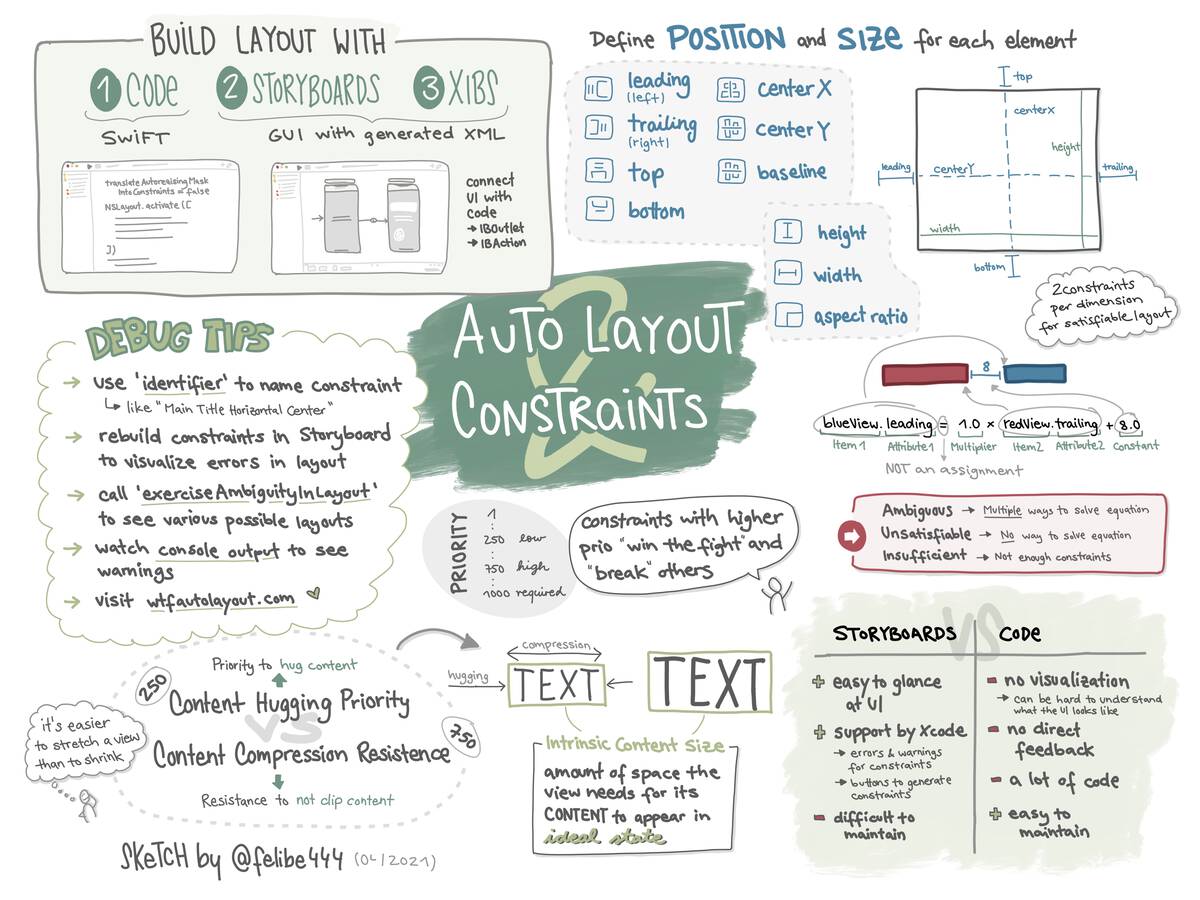 BUILD LAYOUT WITH
1 CODE
2 STORYBOARDS
3 XIBS
SWIFT
GUI with generated XML
translateAutoresizingMask
IntoConstraints = false
NSLayout.activate([
])
connect
UI with
code
→ IBOutlet
→ IBAction
Define POSITION and SIZE for each element
leading
(left)
trailing
(right)
top
bottom
centerX
centerY
baseline
height
width
aspect ratio
top
centerX
height
leading
centerY
trailing
width
bottom
2 constraints
per dimension
for satisfiable layout
AUTO LAYOUT
&
CONSTRAINTS
DEBUG TIPS
→ use 'identifier' to name constraint
↳ like "Main Title Horizontal Center"
→ rebuild constraints in Storyboard
to visualize errors in layout
→ call 'exerciseAmbiguityInLayout'
to see various possible layouts
→ watch console output to see
warnings
→ visit wtfautolayout.com
8
blueView.leading = 1.0 × redView.trailing + 8.0
Item 1 Attribute 1 Multiplier Item 2 Attribute 2 Constant
NOT an assignment
Ambiguous → Multiple ways to solve equation
Unsatisfiable → No way to solve equation
Insufficient → Not enough constraints
PRIORITY
1
:
250 low
:
750 high
:
1000 required
constraints with higher
prio "win the fight" and
"break" others
Priority to hug content
250
Content Hugging Priority
VS
Content Compression Resistence
750
Resistance to not clip content
it's easier
to stretch a view
than to shrink
compression
hugging
TEXT
TEXT
Intrinsic Content Size
amount of space the
view needs for its
CONTENT to appear in
ideal state
VS
STORYBOARDS
+ easy to glance
at UI
+ support by Xcode
→ errors & warnings
for constraints
→ buttons to generate
constraints
- difficult to
maintain
CODE
- no visualization
→ can be hard to understand
what the UI looks like
- no direct
feedback
- a lot of code
+ easy to
maintain
SKETCH by @felibe444 (04/2021)